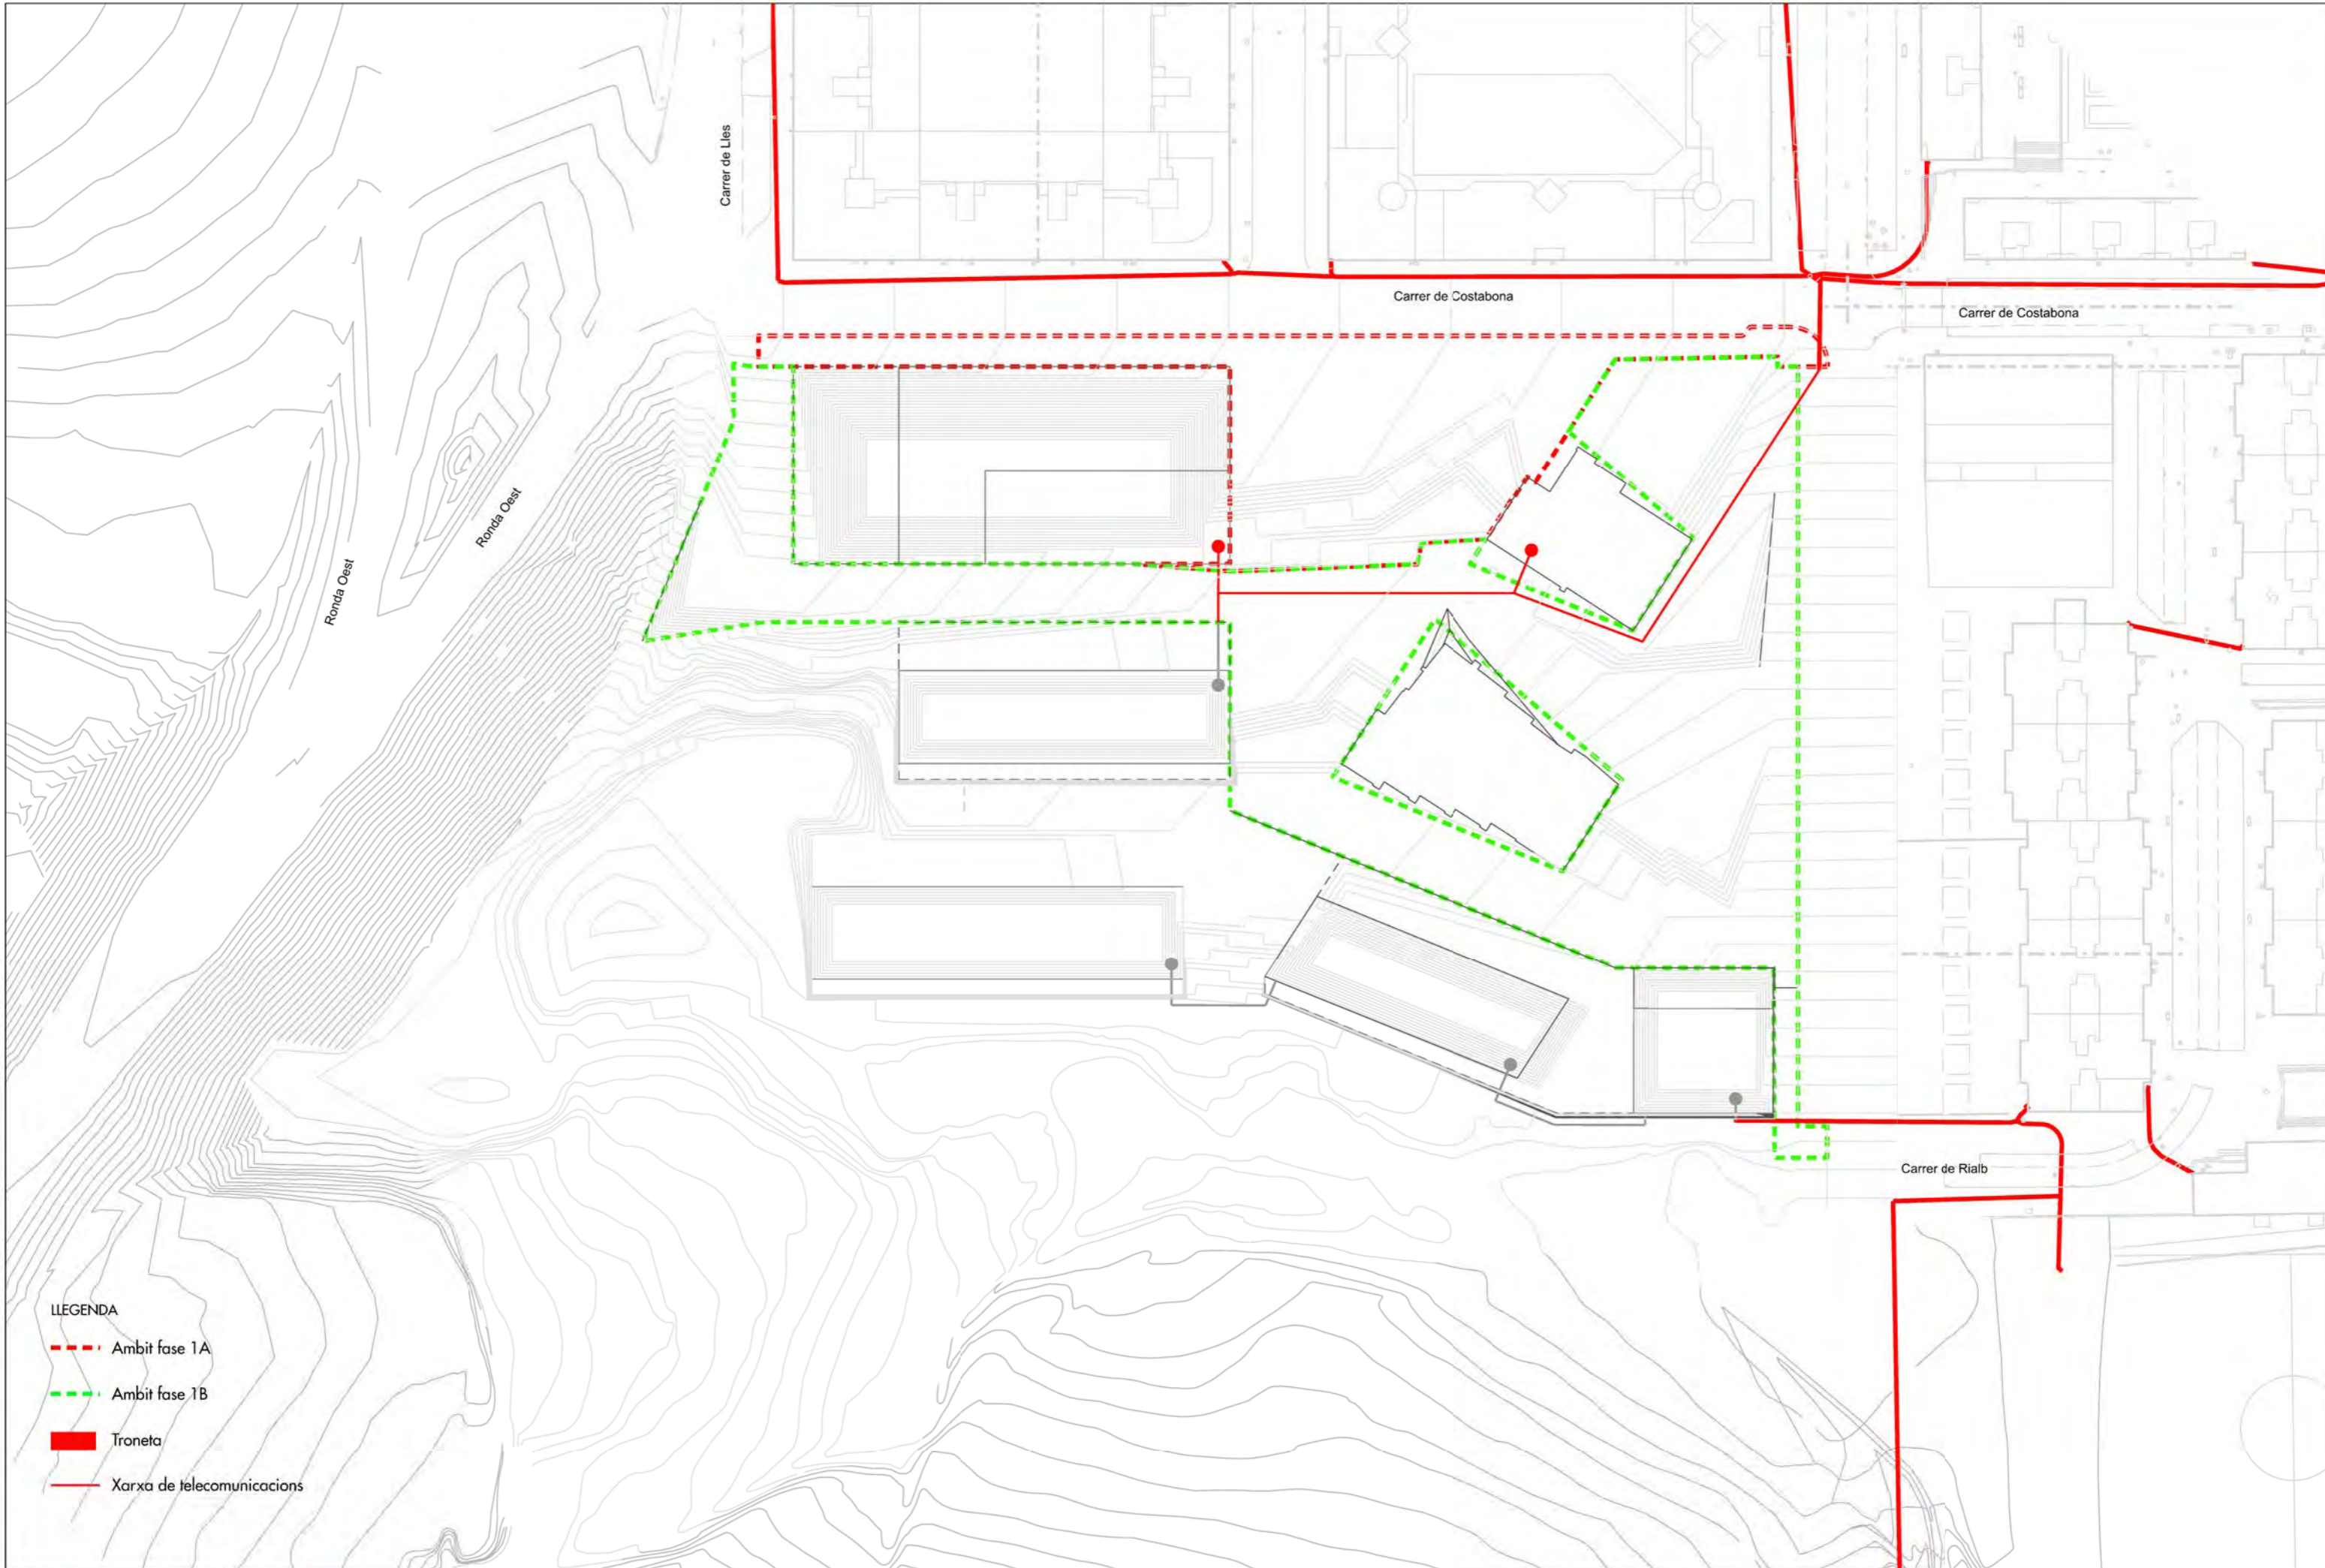 Carrer de Lles
Carrer de Costabona
Carrer de Costabona
Ronda Oest
Ronda Oest
Carrer de Rialb
LLEGENDA
Ambit fase 1A
Ambit fase 1B
Troneta
Xarxa de telecomunicacions